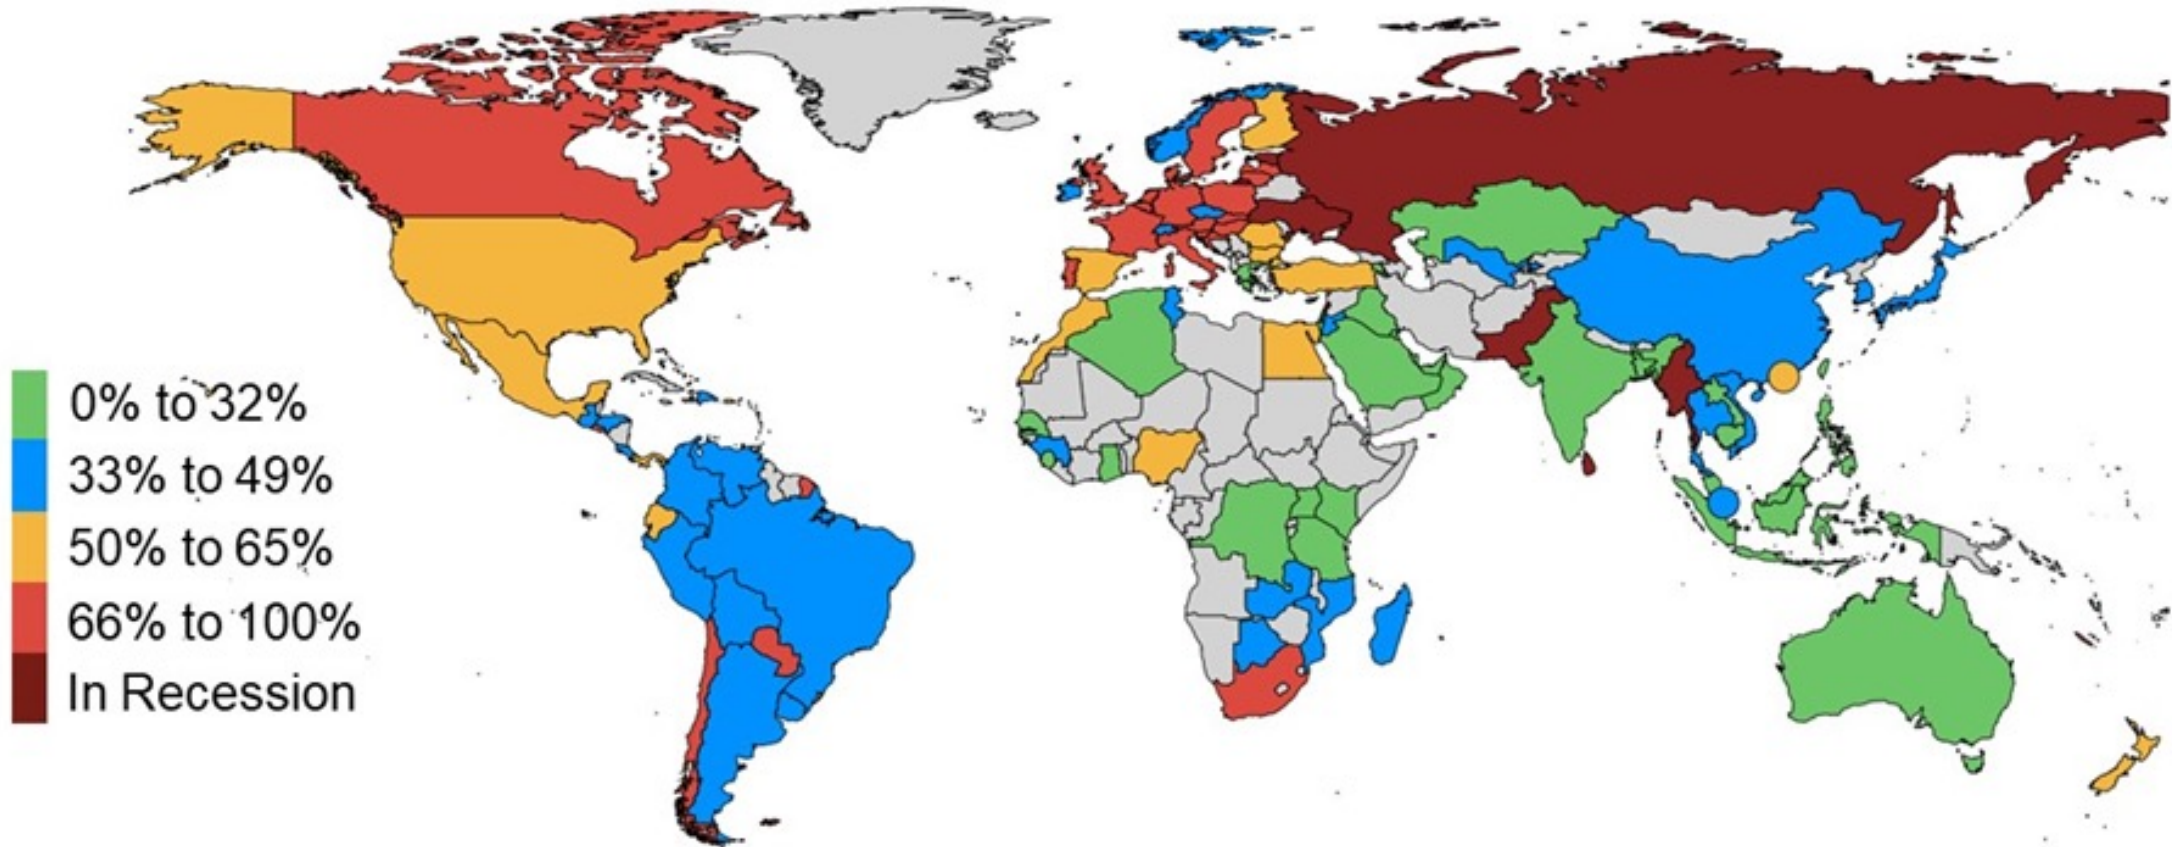 0% to 32%
33% to 49%
50% to 65%
66% to 100%
In Recession